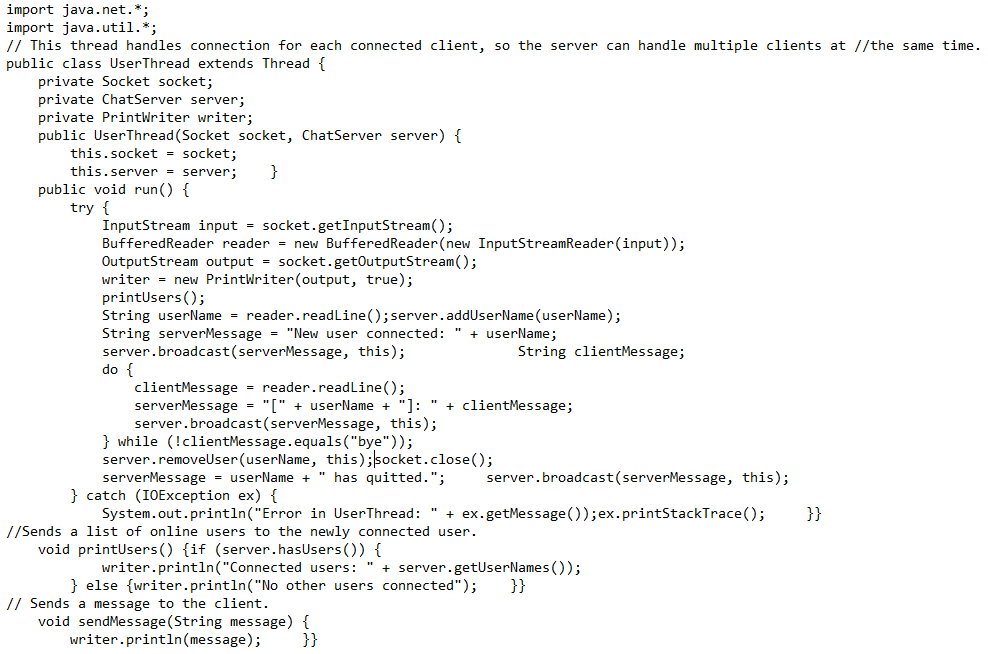 import java.net.*;
import java.util.*;
// This thread handles connection for each connected client, so the server can handle multiple clients at //the same time.
public class UserThread extends Thread {
    private Socket socket;
    private ChatServer server;
    private PrintWriter writer;
    public UserThread(Socket socket, ChatServer server) {
        this.socket = socket;
        this.server = server;    }
    public void run() {
        try {
            InputStream input = socket.getInputStream();
            BufferedReader reader = new BufferedReader(new InputStreamReader(input));
            OutputStream output = socket.getOutputStream();
            writer = new PrintWriter(output, true);
            printUsers();
            String userName = reader.readLine();server.addUserName(userName);
            String serverMessage = "New user connected: " + userName;
            server.broadcast(serverMessage, this);              String clientMessage;
            do {
                clientMessage = reader.readLine();
                serverMessage = "[" + userName + "]: " + clientMessage;
                server.broadcast(serverMessage, this);
            } while (!clientMessage.equals("bye"));
            server.removeUser(userName, this);socket.close();
            serverMessage = userName + " has quitted.";     server.broadcast(serverMessage, this);
        } catch (IOException ex) {
            System.out.println("Error in UserThread: " + ex.getMessage());ex.printStackTrace();     }}
//Sends a list of online users to the newly connected user.
    void printUsers() {if (server.hasUsers()) {
            writer.println("Connected users: " + server.getUserNames());
        } else {writer.println("No other users connected");    }}
// Sends a message to the client.
    void sendMessage(String message) {
        writer.println(message);     }}